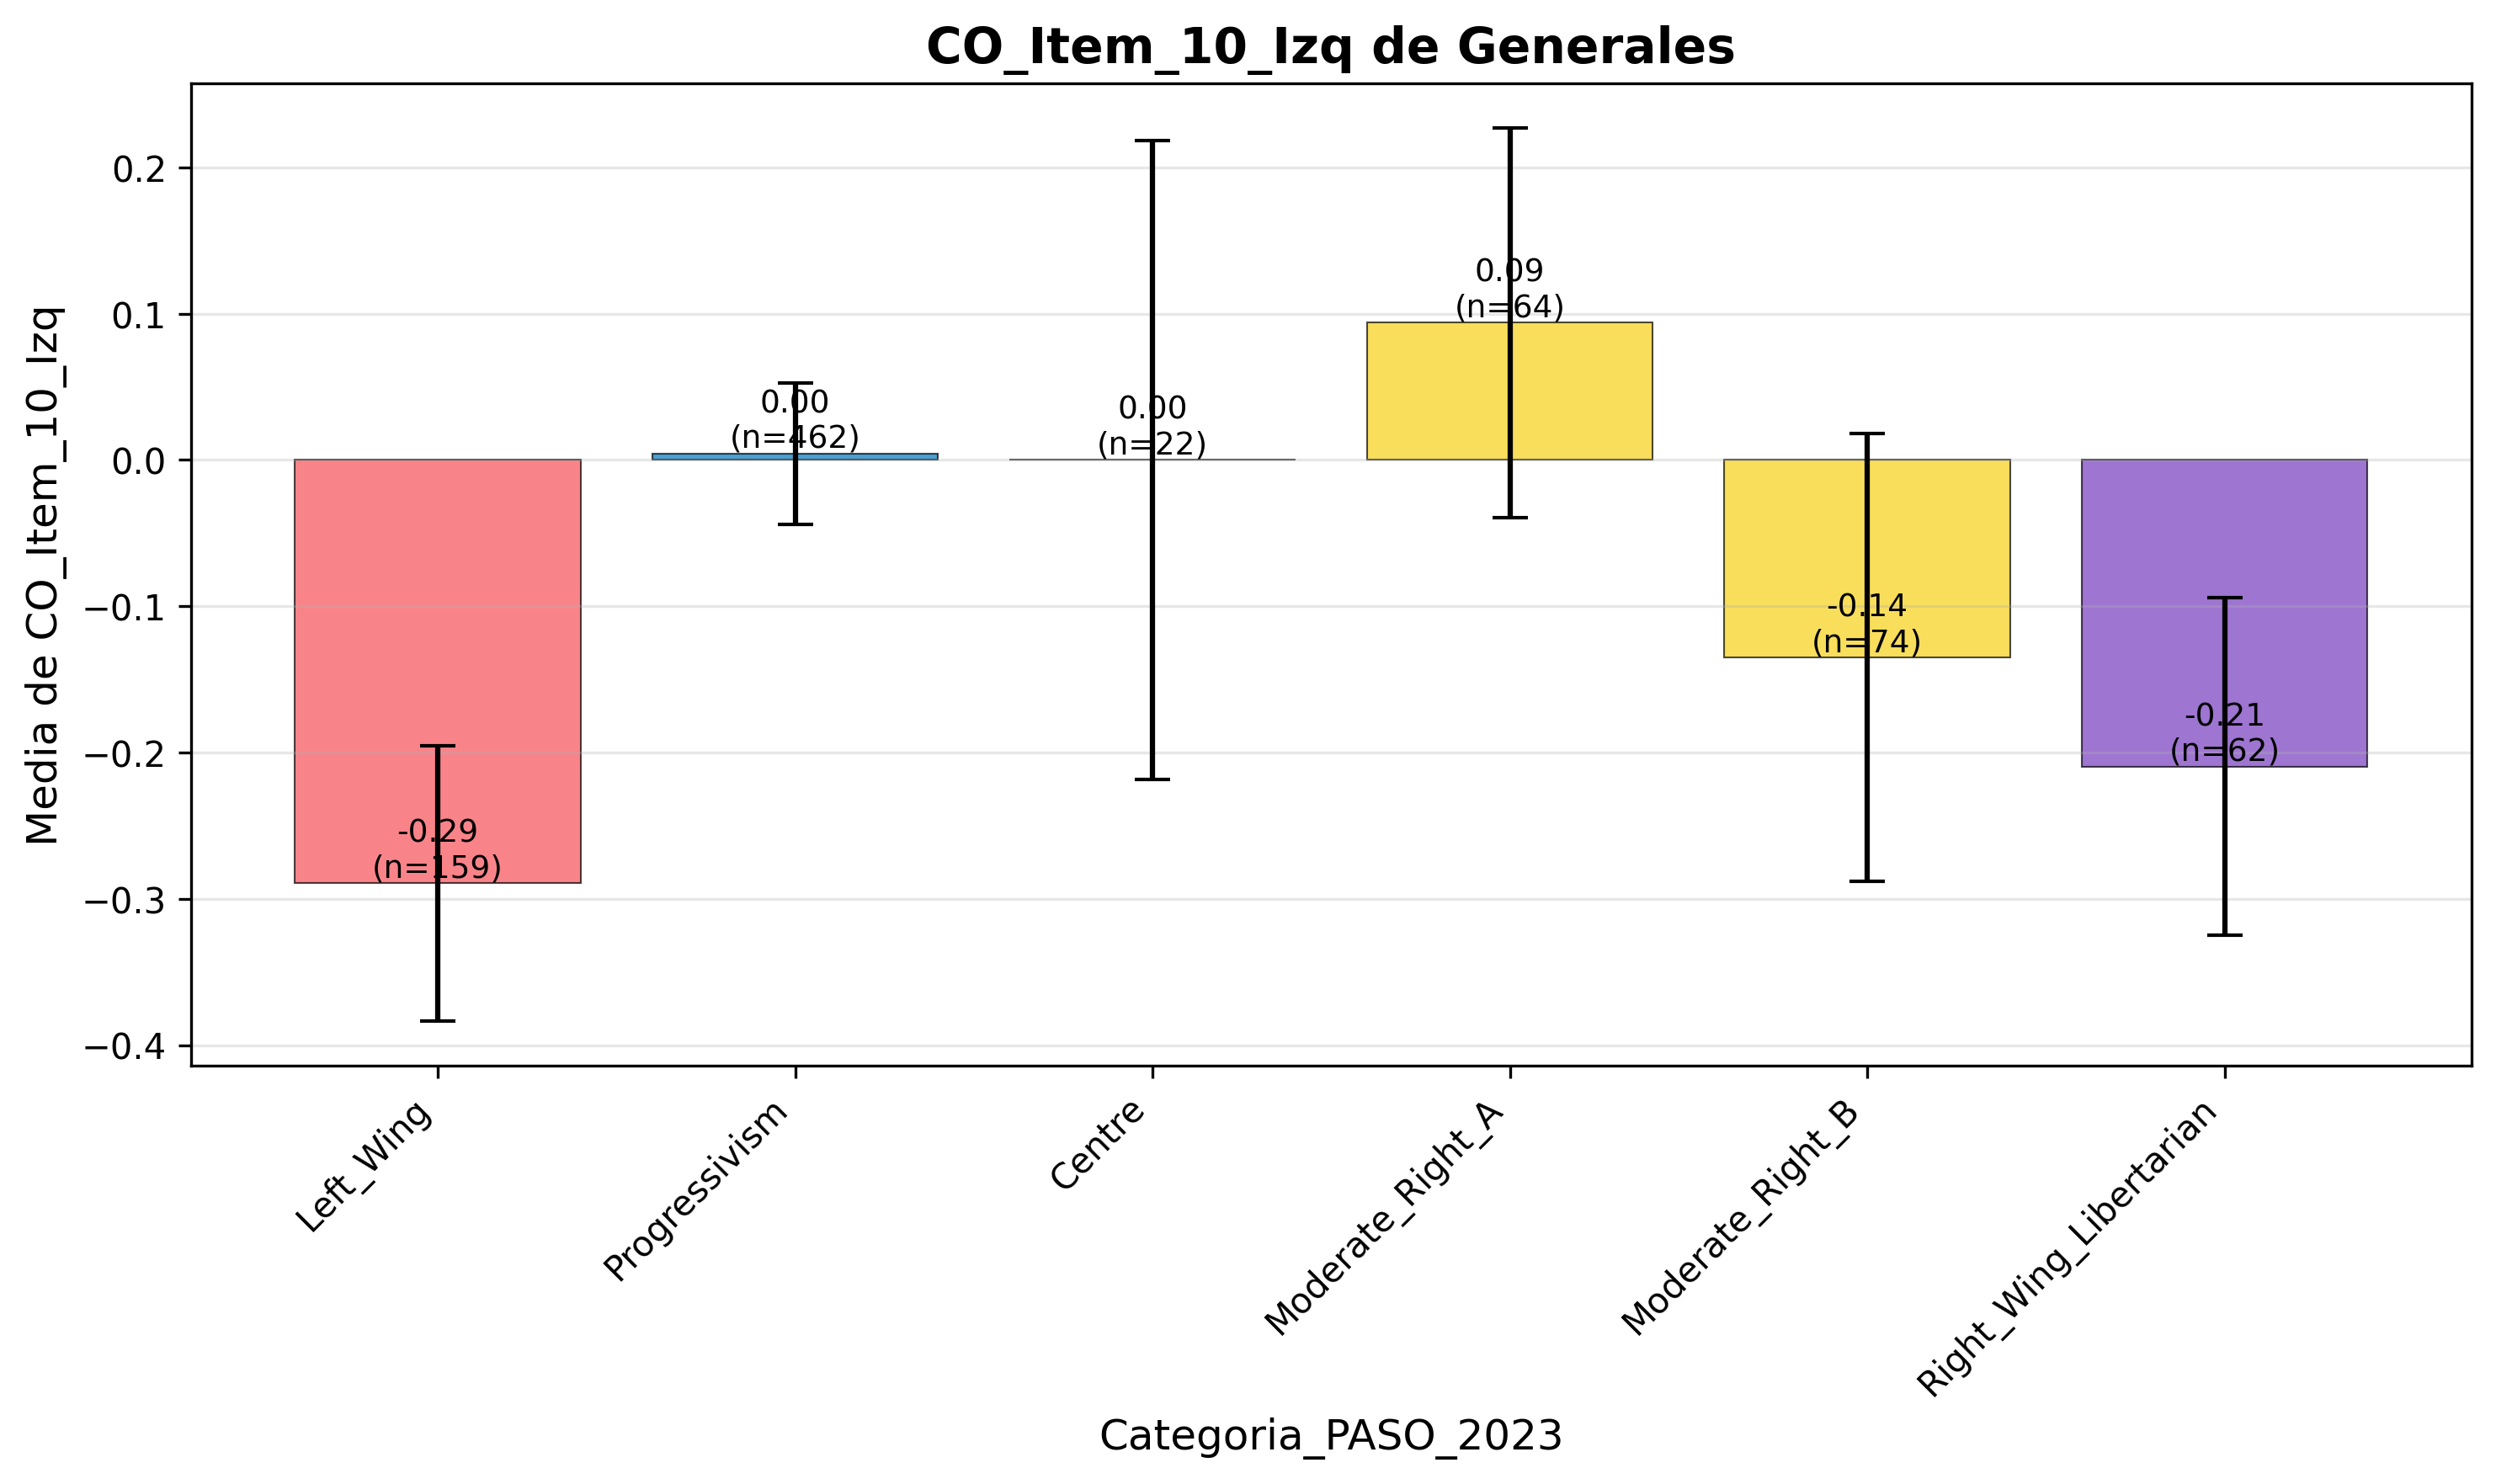 CO_Item_10_Izq de Generales
Media de CO_Item_10_Izq
0.2
0.1
0.0
−0.1
−0.2
−0.3
−0.4
-0.29
(n=159)
0.00
(n=462)
0.00
(n=22)
0.09
(n=64)
-0.14
(n=74)
-0.21
(n=62)
Left_Wing
Progressivism
Centre
Moderate_Right_A
Moderate_Right_B
Right_Wing_Libertarian
Categoria_PASO_2023